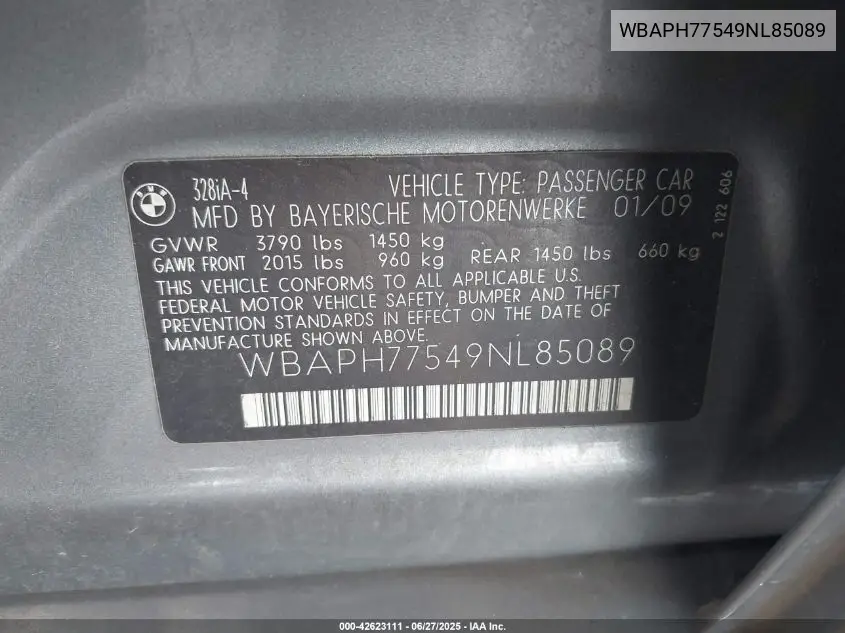 WBAPH77549NL85089
BMW
328iA-4 VEHICLE TYPE: PASSENGER CAR
MFD BY BAYERISCHE MOTORENWERKE 01/09
GVWR 3790 lbs 1450 kg
GAWR FRONT 2015 lbs 960 kg REAR 1450 lbs 660 kg
THIS VEHICLE CONFORMS TO ALL APPLICABLE U.S.
FEDERAL MOTOR VEHICLE SAFETY, BUMPER AND THEFT
PREVENTION STANDARDS IN EFFECT ON THE DATE OF
MANUFACTURE SHOWN ABOVE.
WBAPH77549NL85089
2 122 606
000-42623111 - 06/27/2025 - IAA Inc.